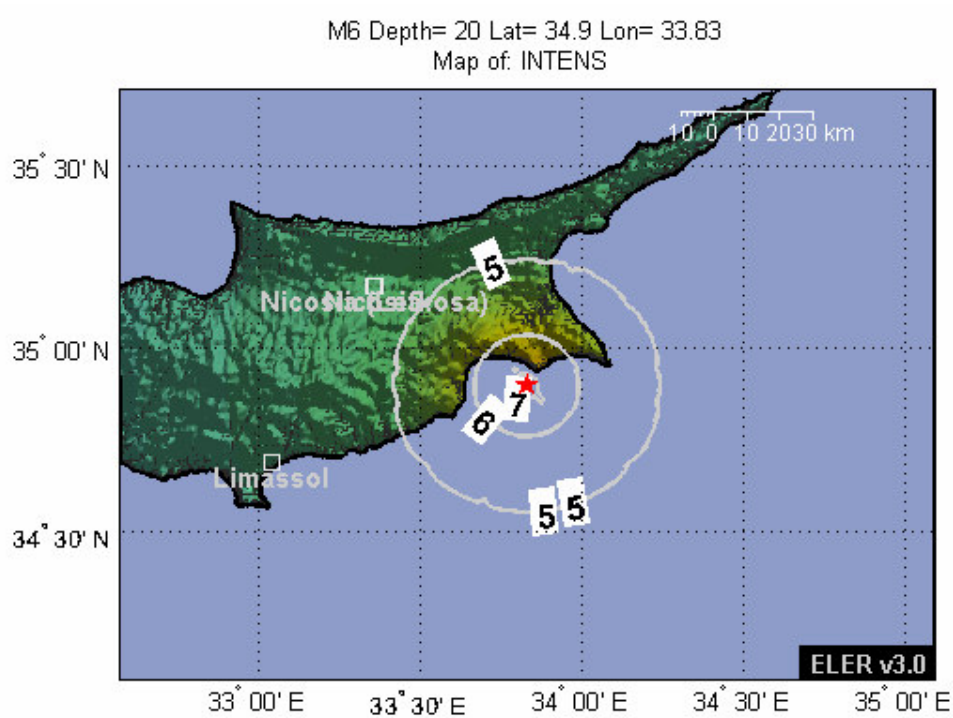 M6 Depth= 20 Lat= 34.9 Lon= 33.83
Map of: INTENS
10 0 10 2030 km
35° 30' N
5
Nicosia
35° 00' N
7
6
Limassol
5 5
34° 30' N
ELER v3.0
33° 00' E 33° 30' E 34° 00' E 34° 30' E 35° 00' E